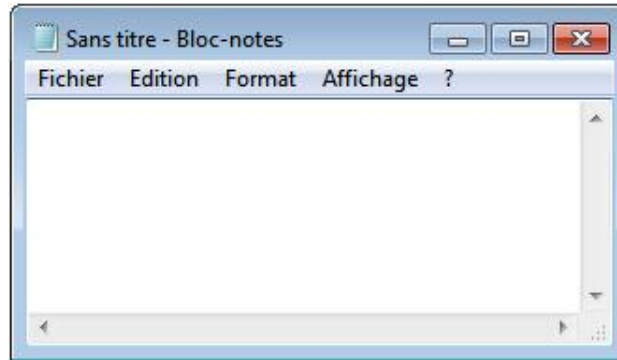 Sans titre - Bloc-notes
Fichier Edition Format Affichage ?